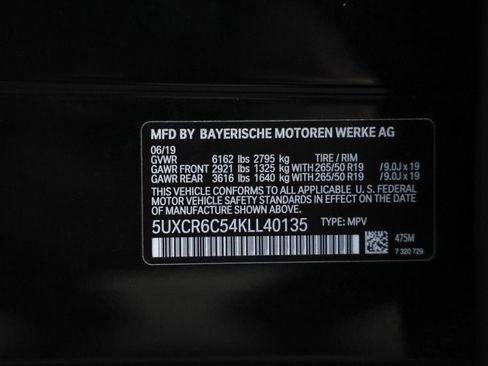 MFD BY BAYERISCHE MOTOREN WERKE AG
06/19
GVWR 6162 lbs 2795 kg TIRE / RIM
GAWR FRONT 2921 lbs 1325 kg WITH 265/50 R19 /9.0J x 19
GAWR REAR 3616 lbs 1640 kg WITH 265/50 R19 /9.0J x 19
THIS VEHICLE CONFORMS TO ALL APPLICABLE U. S. FEDERAL
MOTOR VEHICLE SAFETY STANDARDS IN EFFECT ON THE DATE
OF MANUFACTURE SHOWN ABOVE.
5UXCR6C54KLL40135 TYPE: MPV
475M
7 320 729